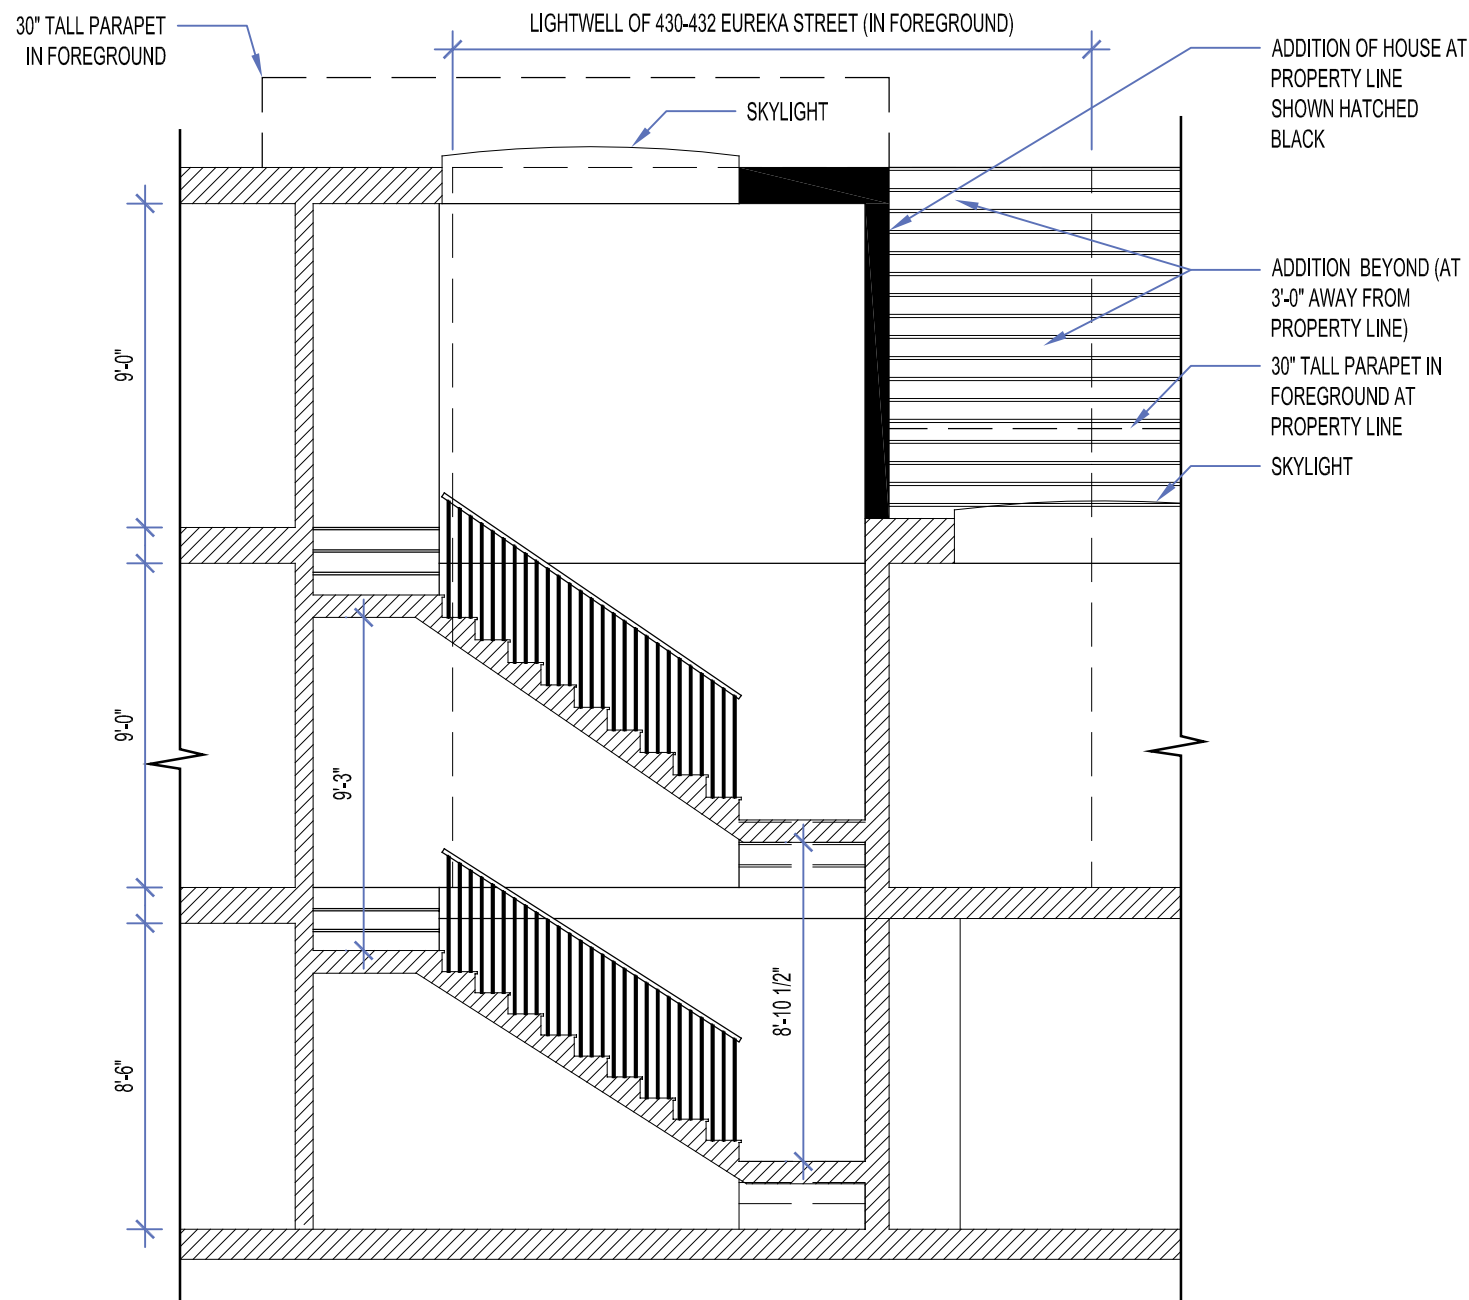 30" TALL PARAPET
IN FOREGROUND
LIGHTWELL OF 430-432 EUREKA STREET (IN FOREGROUND)
SKYLIGHT
ADDITION OF HOUSE AT
PROPERTY LINE
SHOWN HATCHED
BLACK
ADDITION BEYOND (AT
3'-0" AWAY FROM
PROPERTY LINE)
30" TALL PARAPET IN
FOREGROUND AT
PROPERTY LINE
SKYLIGHT
9'-0"
9'-0"
9'-3"
8'-10 1/2"
8'-6"